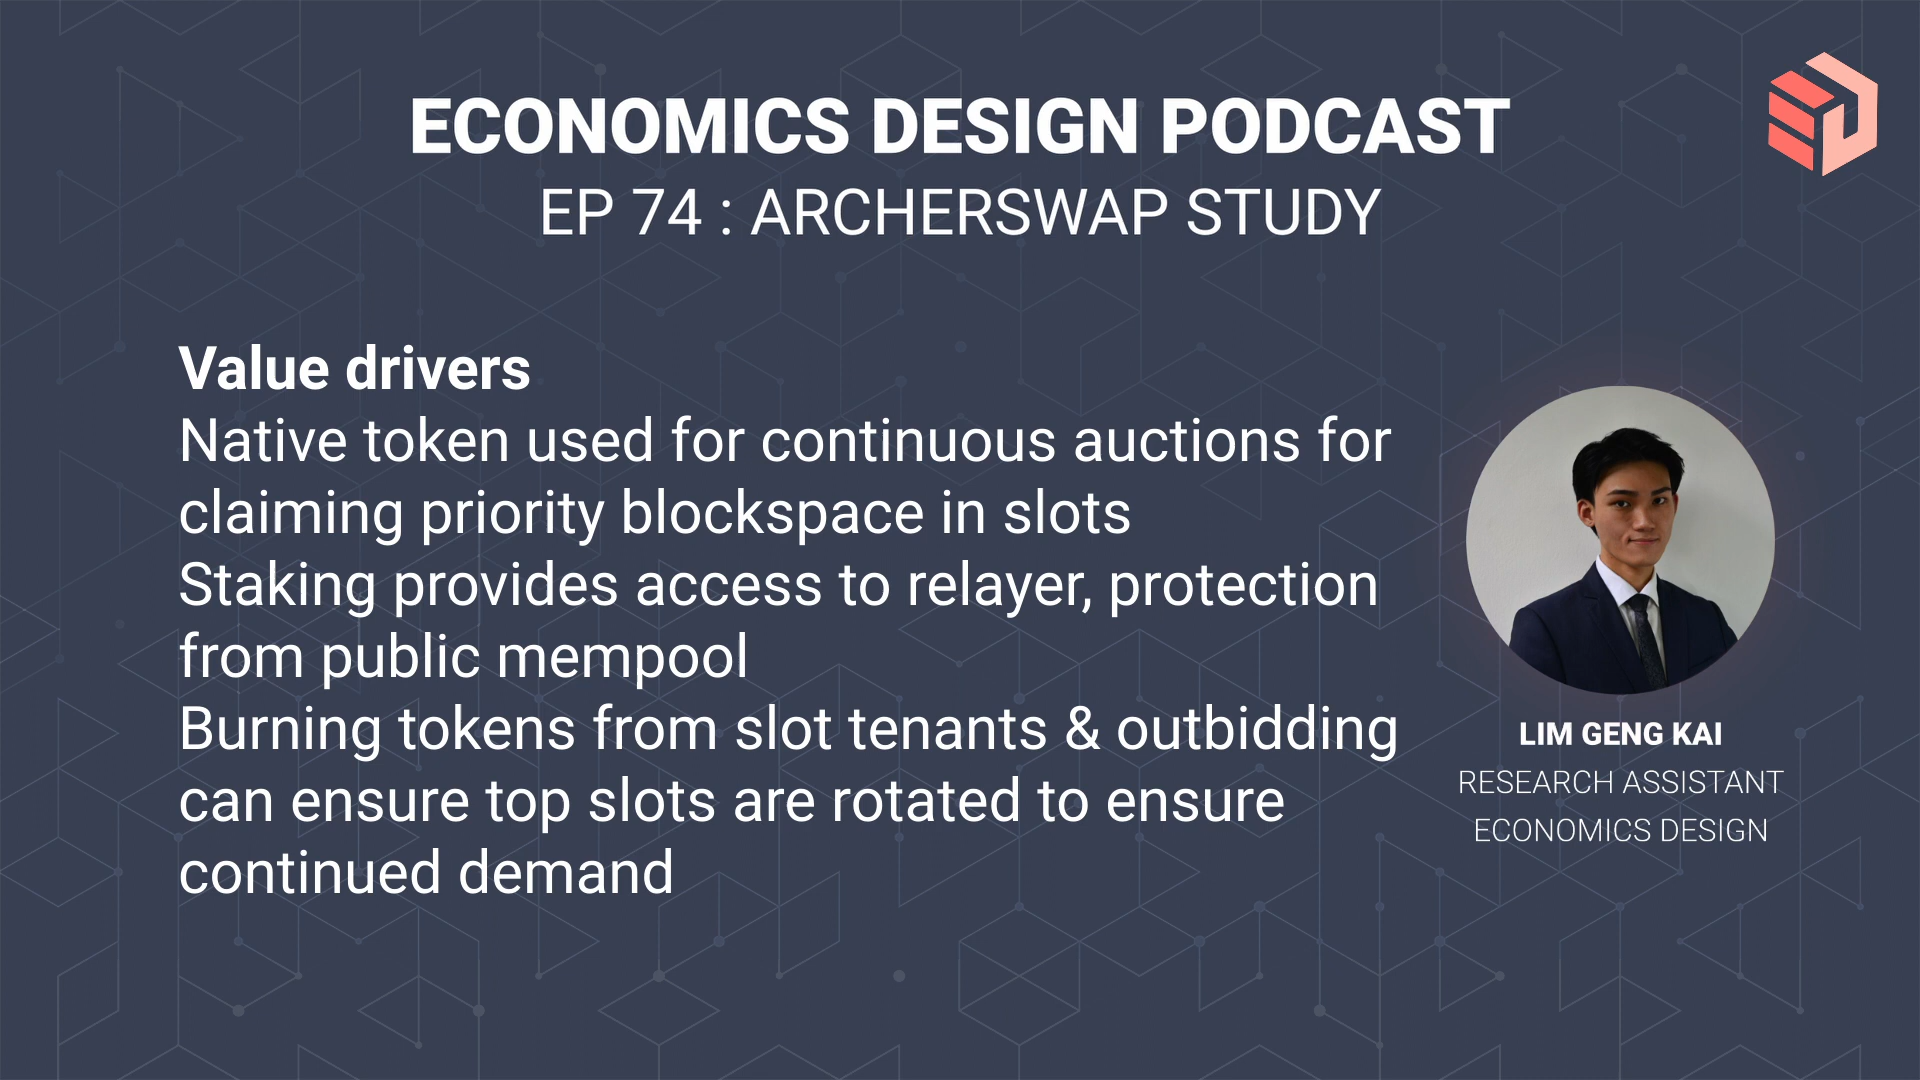 ECONOMICS DESIGN PODCAST
EP 74 : ARCHERSWAP STUDY
Value drivers
Native token used for continuous auctions for
claiming priority blockspace in slots
Staking provides access to relayer, protection
from public mempool
Burning tokens from slot tenants & outbidding
can ensure top slots are rotated to ensure
continued demand
LIM GENG KAI
RESEARCH ASSISTANT
ECONOMICS DESIGN